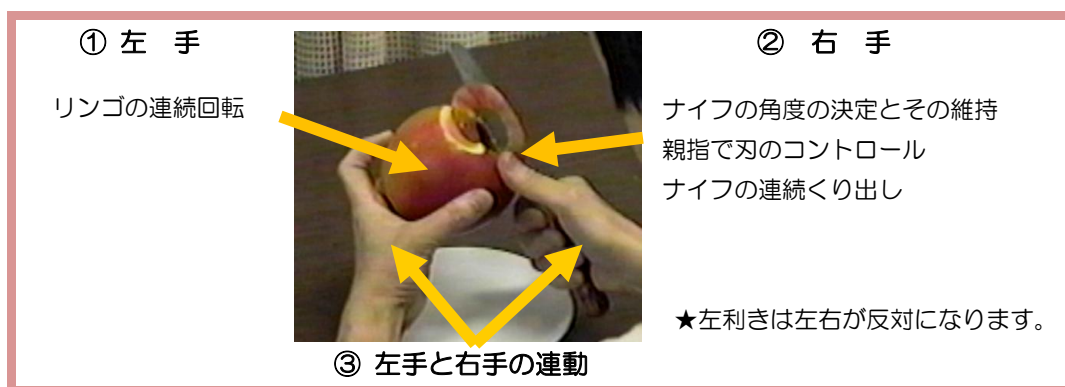 ① 左 手
② 右 手
リンゴの連続回転
ナイフの角度の決定とその維持
親指で刃のコントロール
ナイフの連続くり出し
★左利きは左右が反対になります。
③ 左手と右手の連動